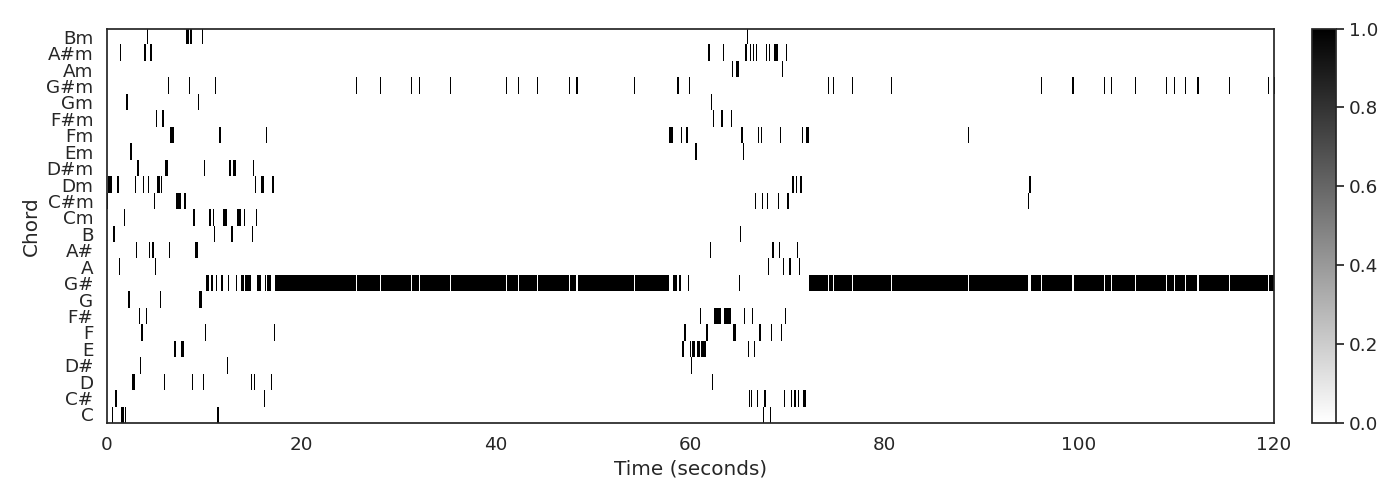 Bm
A#m
Am
G#m
Gm
F#m
Fm
Em
D#m
Dm
C#m
Cm
B
A#
A
G#
G
F#
F
E
D#
D
C#
C
Chord
0 20 40 60 80 100 120
Time (seconds)
1.0
0.8
0.6
0.4
0.2
0.0